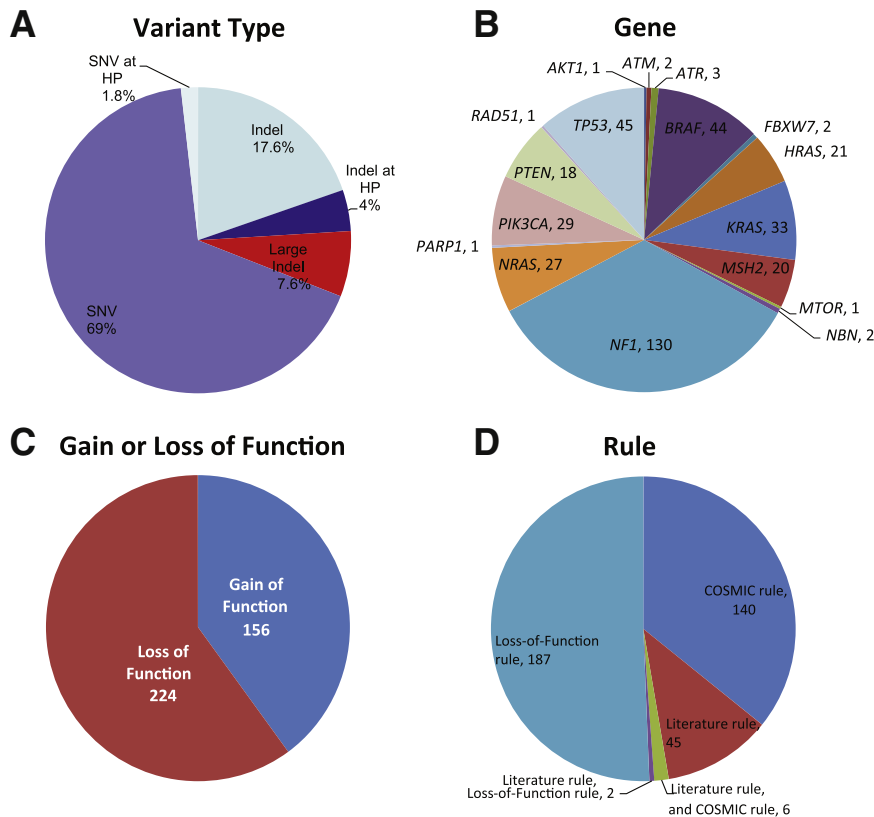 A
Variant Type
SNV at
HP
1.8%
Indel
17.6%
Indel at
HP
4%
Large
Indel
7.6%
SNV
69%
B
Gene
AKT1, 1
ATM, 2
ATR, 3
RAD51, 1
TP53, 45
BRAF, 44
FBXW7, 2
HRAS, 21
PTEN, 18
PIK3CA, 29
KRAS, 33
PARP1, 1
NRAS, 27
MSH2, 20
MTOR, 1
NBN, 2
NF1, 130
C
Gain or Loss of Function
Gain of
Function
156
Loss of
Function
224
D
Rule
COSMIC rule,
140
Loss-of-Function
rule, 187
Literature rule,
45
Literature rule,
Loss-of-Function rule, 2
Literature rule,
and COSMIC rule, 6